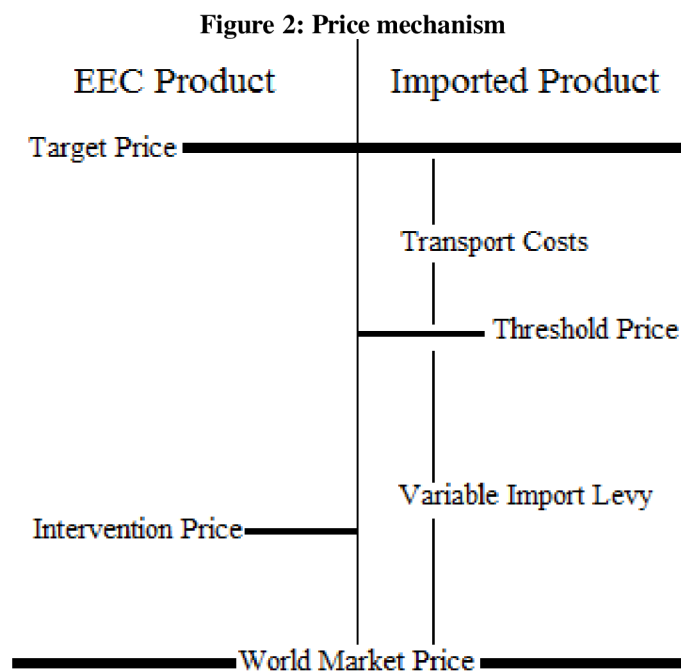 Figure 2: Price mechanism
EEC Product
Imported Product
Target Price
Transport Costs
Threshold Price
Variable Import Levy
Intervention Price
World Market Price